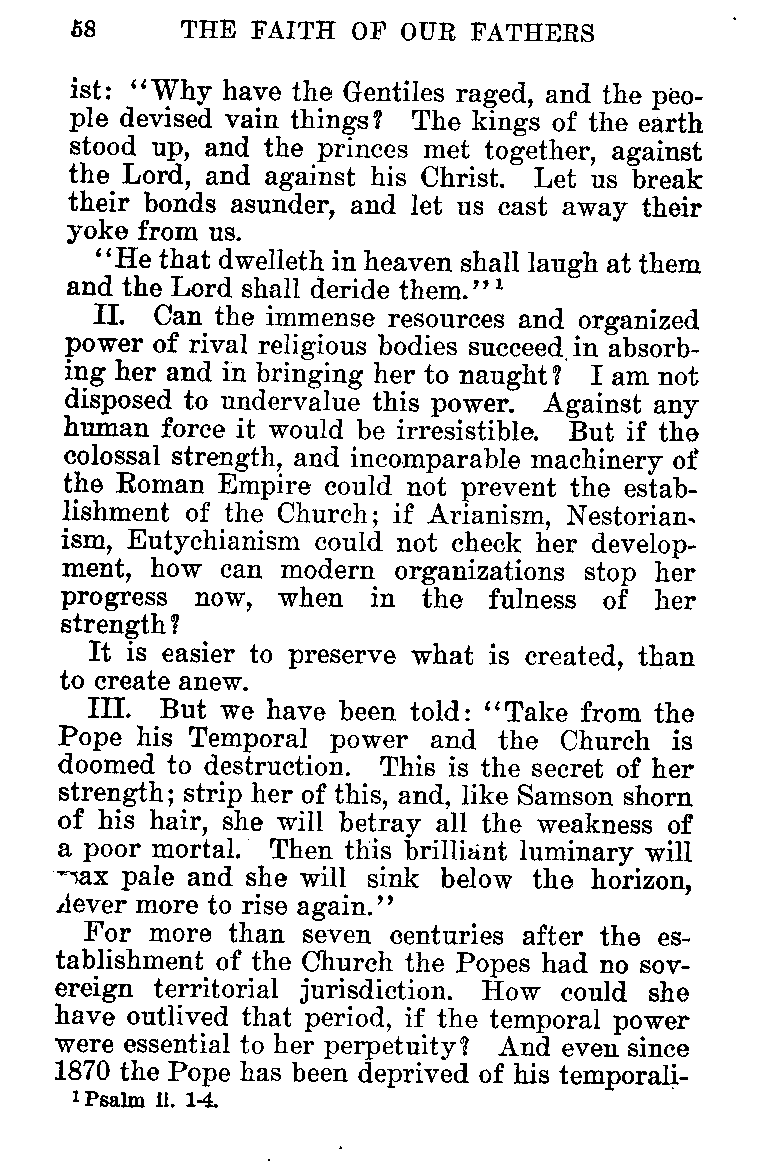 58 THE FAITH OF OUR FATHERS
ist: "Why have the Gentiles raged, and the peo-
ple devised vain things? The kings of the earth
stood up, and the princes met together, against
the Lord, and against his Christ. Let us break
their bonds asunder, and let us cast away their
yoke from us.
"He that dwelleth in heaven shall laugh at them
and the Lord shall deride them."1
II. Can the immense resources and organized
power of rival religious bodies succeed in absorb-
ing her and in bringing her to naught? I am not
disposed to undervalue this power. Against any
human force it would be irresistible. But if the
colossal strength, and incomparable machinery of
the Roman Empire could not prevent the estab-
lishment of the Church; if Arianism, Nestorian-
ism, Eutychianism could not check her develop-
ment, how can modern organizations stop her
progress now, when in the fulness of her
strength?
It is easier to preserve what is created, than
to create anew.
III. But we have been told: "Take from the
Pope his Temporal power and the Church is
doomed to destruction. This is the secret of her
strength; strip her of this, and, like Samson shorn
of his hair, she will betray all the weakness of
a poor mortal. Then this brilliant luminary will
wax pale and she will sink below the horizon,
never more to rise again."
For more than seven centuries after the es-
tablishment of the Church the Popes had no sov-
ereign territorial jurisdiction. How could she
have outlived that period, if the temporal power
were essential to her perpetuity? And even since
1870 the Pope has been deprived of his temporali-
1 Psalm ii. 1-4.